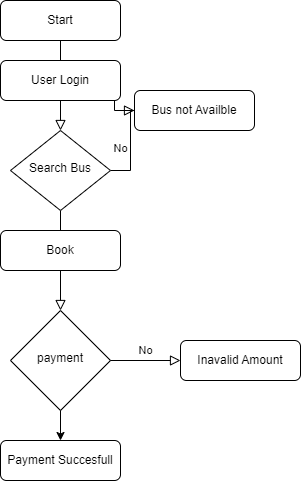 Start
User Login
Bus not Availble
No
Search Bus
Book
No
payment
Inavalid Amount
Payment Succesfull